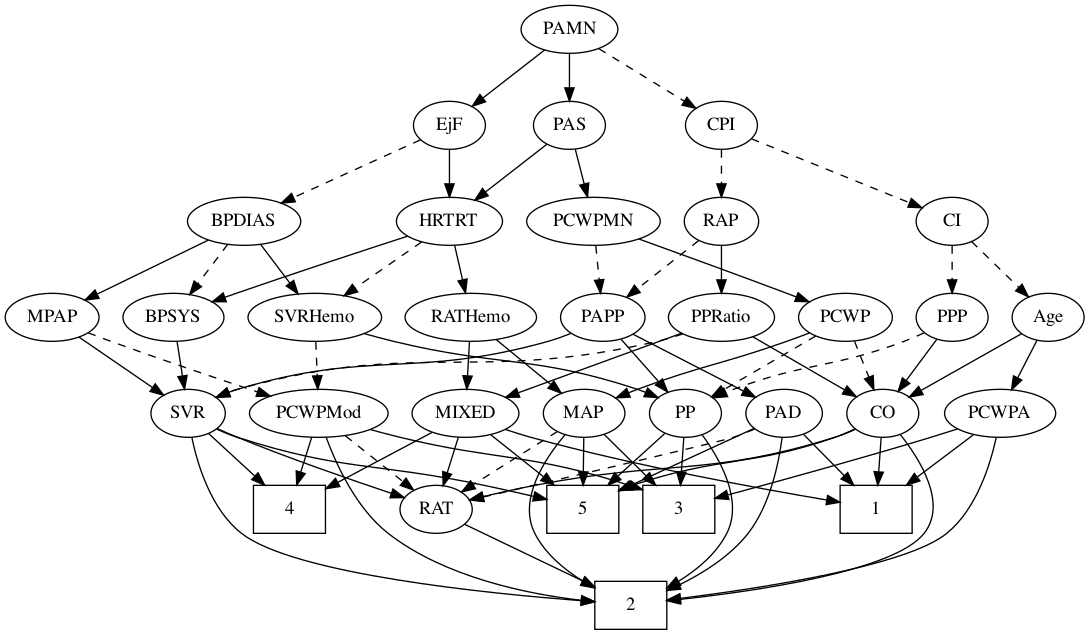 PAMN
EjF PAS CPI
BPDIAS HRTRT PCWPMN RAP CI
MPAP BPSYS SVRHemo RATHemo PAPP PPRatio PCWP PPP Age
SVR PCWPMod MIXED MAP PP PAD CO PCWPA
4 RAT 5 3 1
2